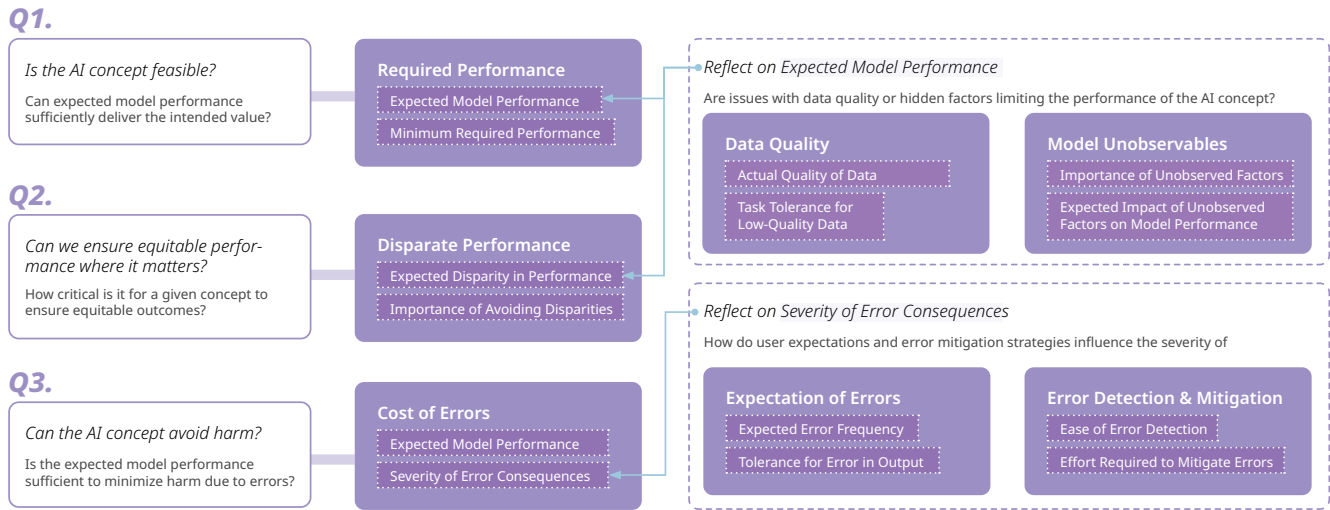 Q1.
Is the AI concept feasible?
Can expected model performance
sufficiently deliver the intended value?
Required Performance
Expected Model Performance
Minimum Required Performance
Q2.
Can we ensure equitable perfor-
mance where it matters?
How critical is it for a given concept to
ensure equitable outcomes?
Disparate Performance
Expected Disparity in Performance
Importance of Avoiding Disparities
Q3.
Can the AI concept avoid harm?
Is the expected model performance
sufficient to minimize harm due to errors?
Cost of Errors
Expected Model Performance
Severity of Error Consequences
Reflect on Expected Model Performance
Are issues with data quality or hidden factors limiting the performance of the AI concept?
Data Quality
Actual Quality of Data
Task Tolerance for
Low-Quality Data
Model Unobservables
Importance of Unobserved Factors
Expected Impact of Unobserved
Factors on Model Performance
Reflect on Severity of Error Consequences
How do user expectations and error mitigation strategies influence the severity of
Expectation of Errors
Expected Error Frequency
Tolerance for Error in Output
Error Detection & Mitigation
Ease of Error Detection
Effort Required to Mitigate Errors